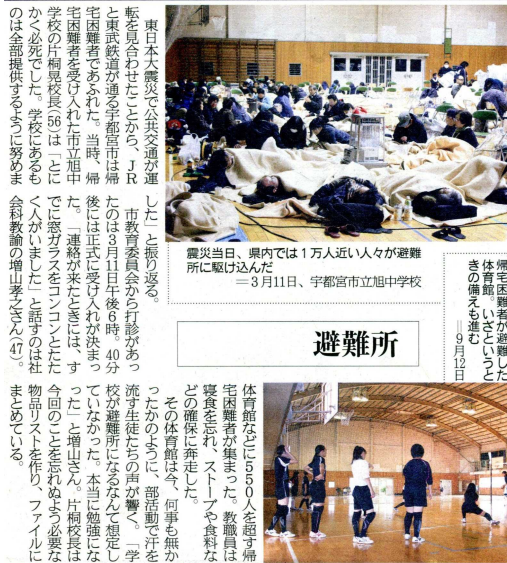 東日本大震災で公共交通が運
転を見合わせたことから、JR
と東武鉄道が通る宇都宮市は帰
宅困難者であふれた。当時、帰
宅困難者を受け入れた市立旭中
学校の片桐晃校長(56)は「とに
かく必死でした。学校にあるも
のは全部提供するように努めま
した」と振り返る。
市教育委員会から打診があっ
たのは3月11日午後6時。40分
後には正式に受け入れが決まっ
た。「連絡が来たときには、す
でに窓ガラスをコンコンとたた
く人がいました」と話すのは社
会科教諭の増山孝之さん(47)。
体育館などに550人を超す帰
宅困難者が集まった。教職員は
寝食を忘れ、ストーブや食料な
どの確保に奔走した。
その体育館は今、何事も無か
ったかのように、部活動で汗を
流す生徒たちの声が響く。「学
校が避難所になるなんて想定し
ていなかった。本当に勉強にな
った」と増山さん。片桐校長は
今回のことを忘れぬよう必要な
物品リストを作り、ファイルに
まとめている。
震災当日、県内では1万人近い人々が避難
所に駆け込んだ
＝3月11日、宇都宮市立旭中学校
避難所
帰宅困難者が避難した
体育館。いざというと
きの備えも進む
＝9月12日